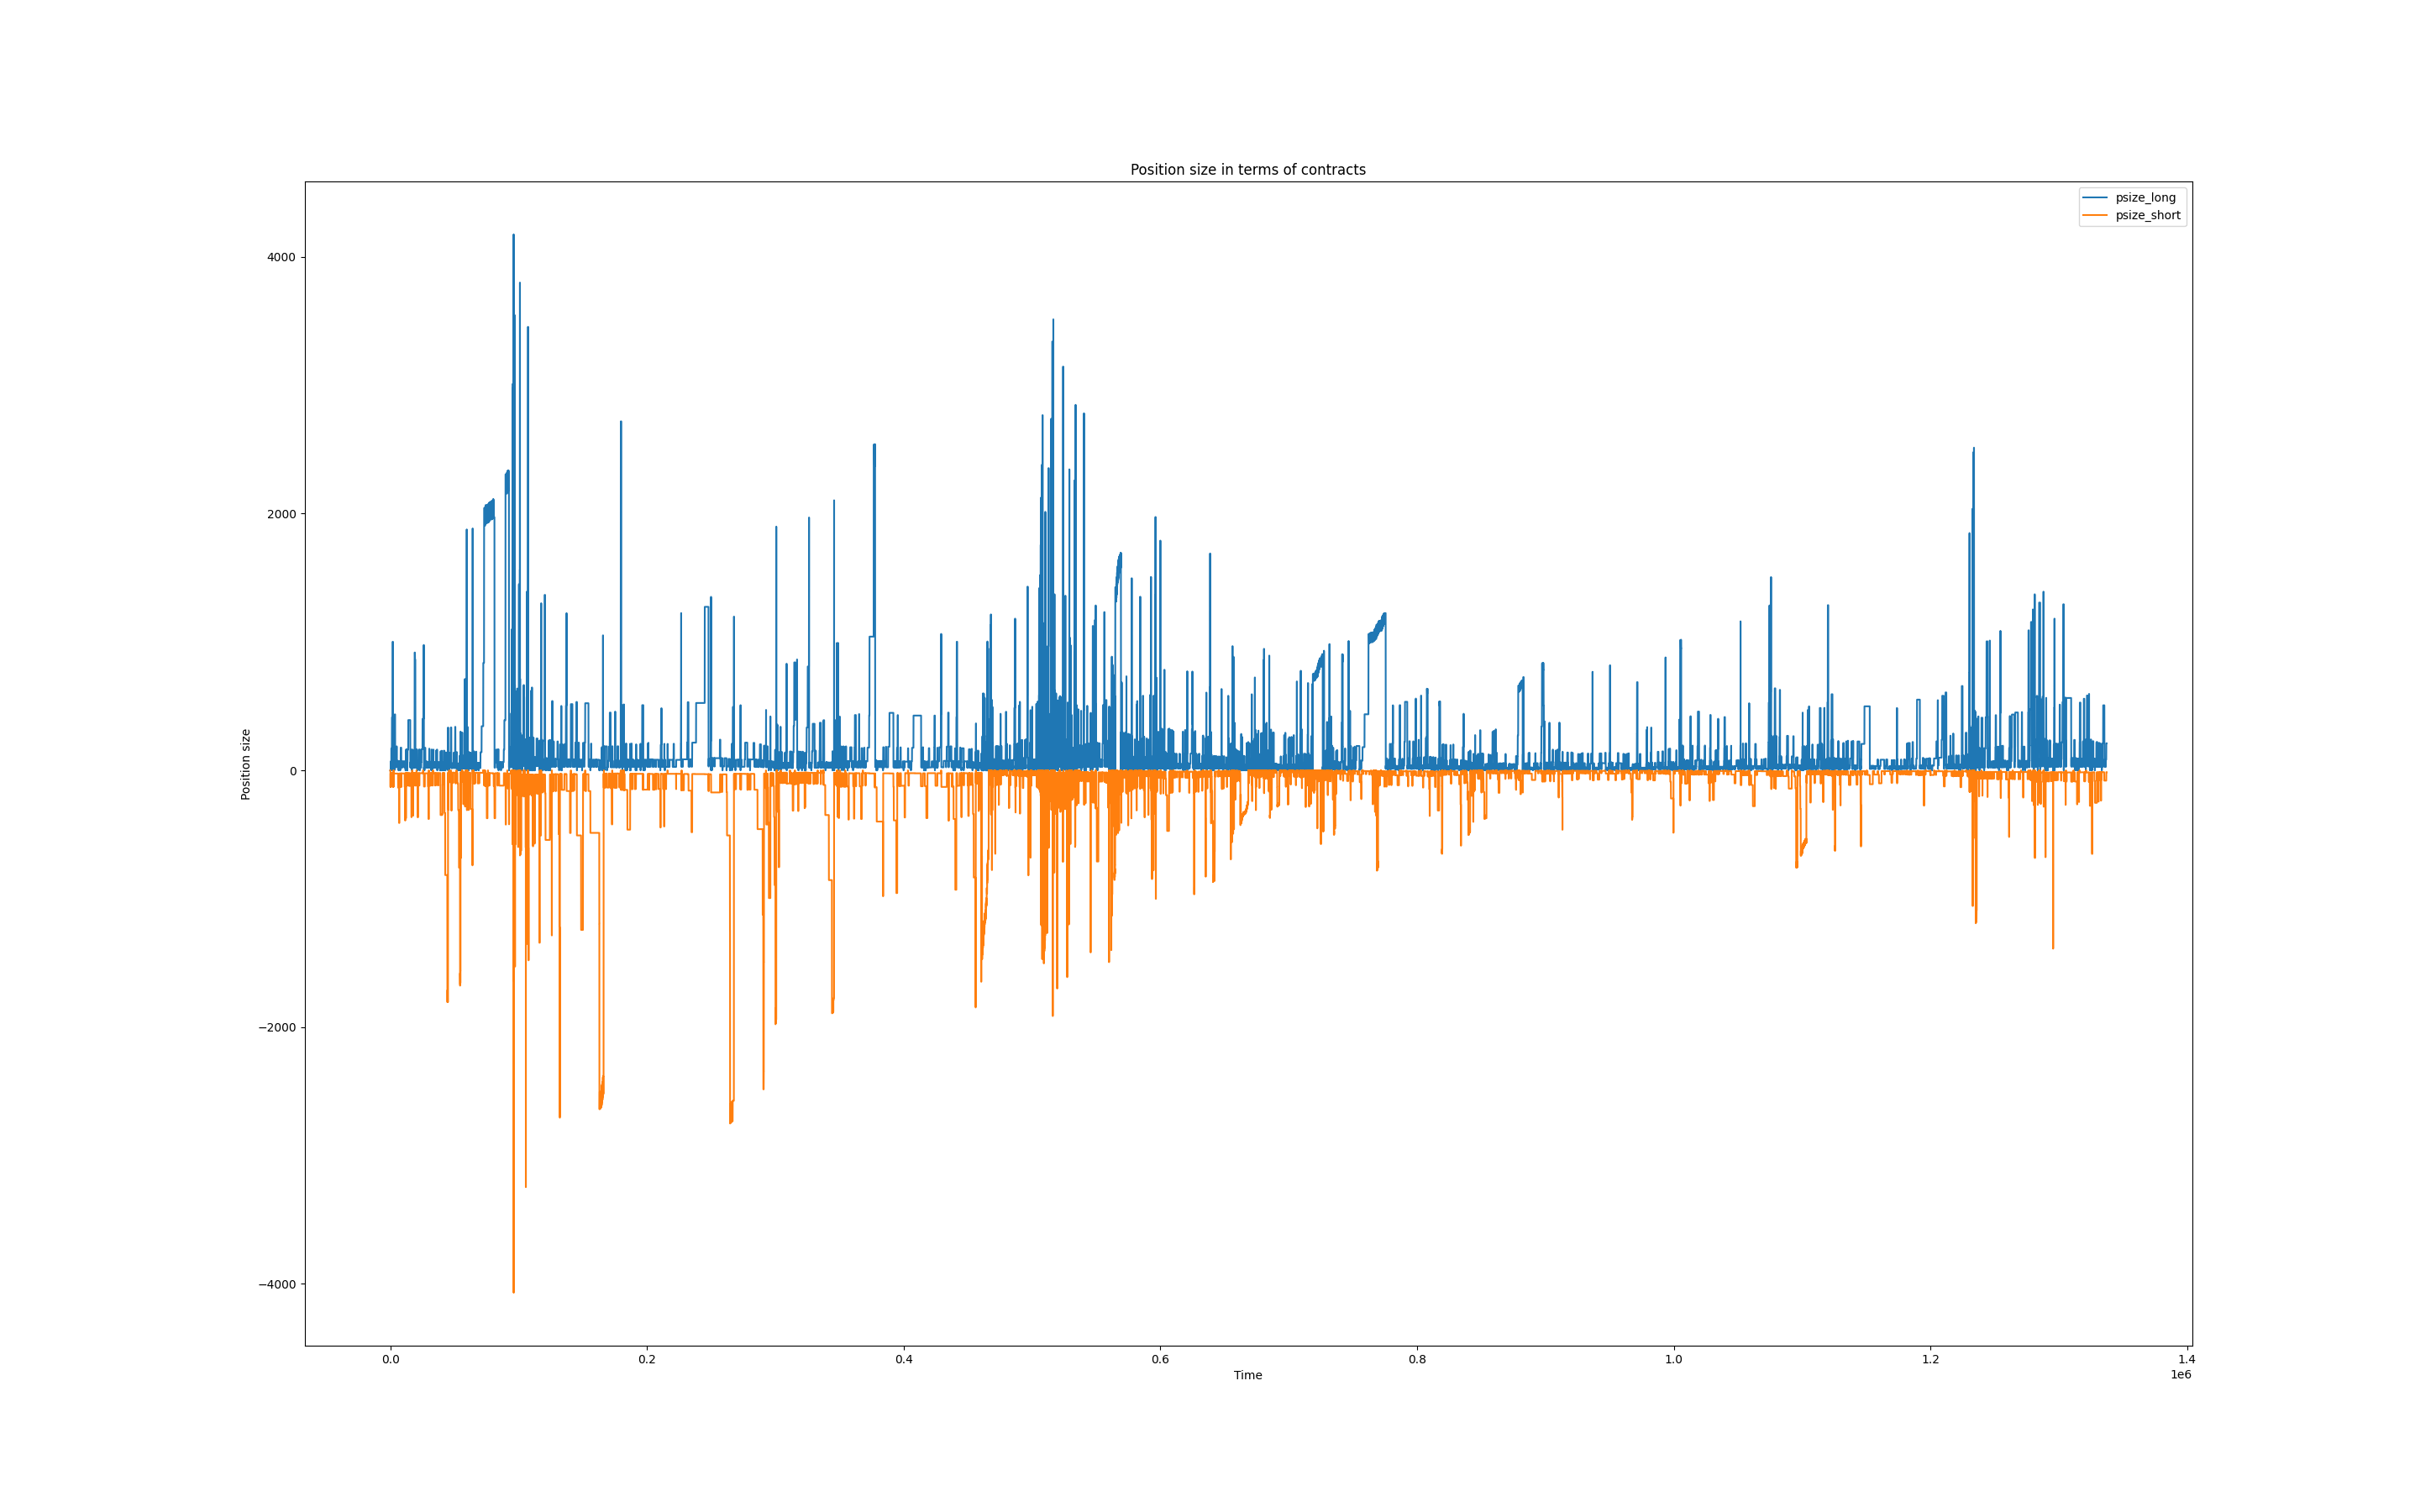 Position size in terms of contracts
psize_long
psize_short
4000
2000
0
−2000
−4000
Position size
0.0
0.2
0.4
0.6
0.8
1.0
1.2
1.4
Time
1e6